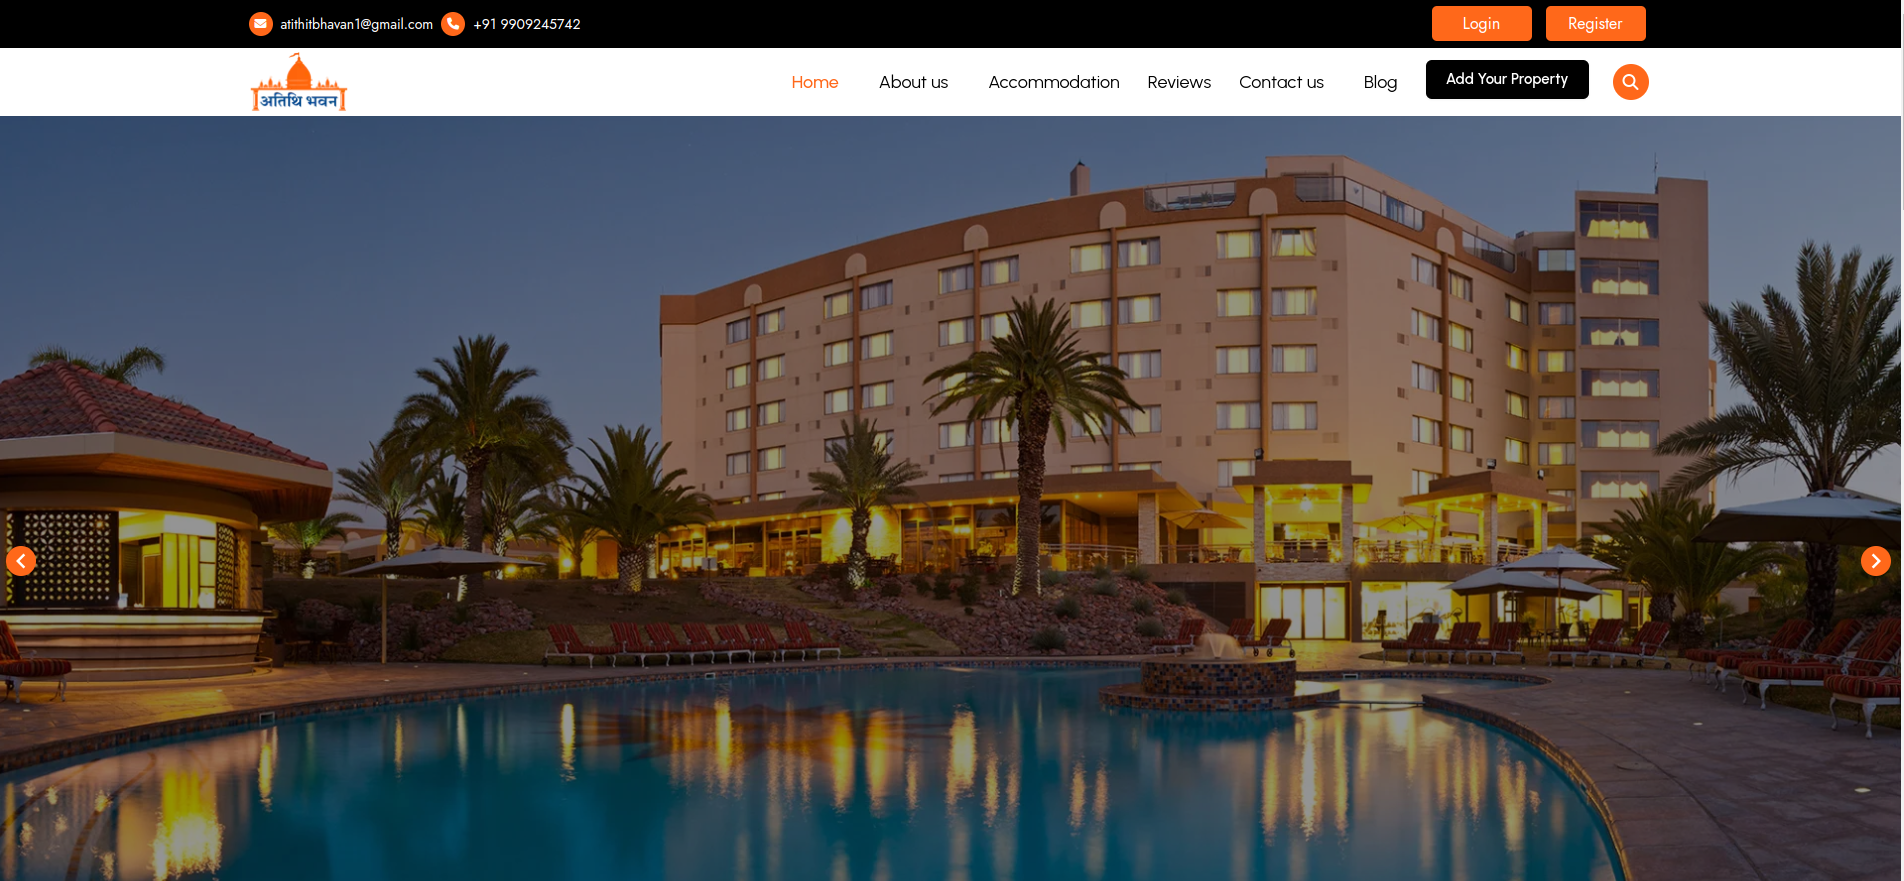 atithitbhavan1@gmail.com +91 9909245742 Login Register
अतिथि भवन
Home About us Accommodation Reviews Contact us Blog Add Your Property